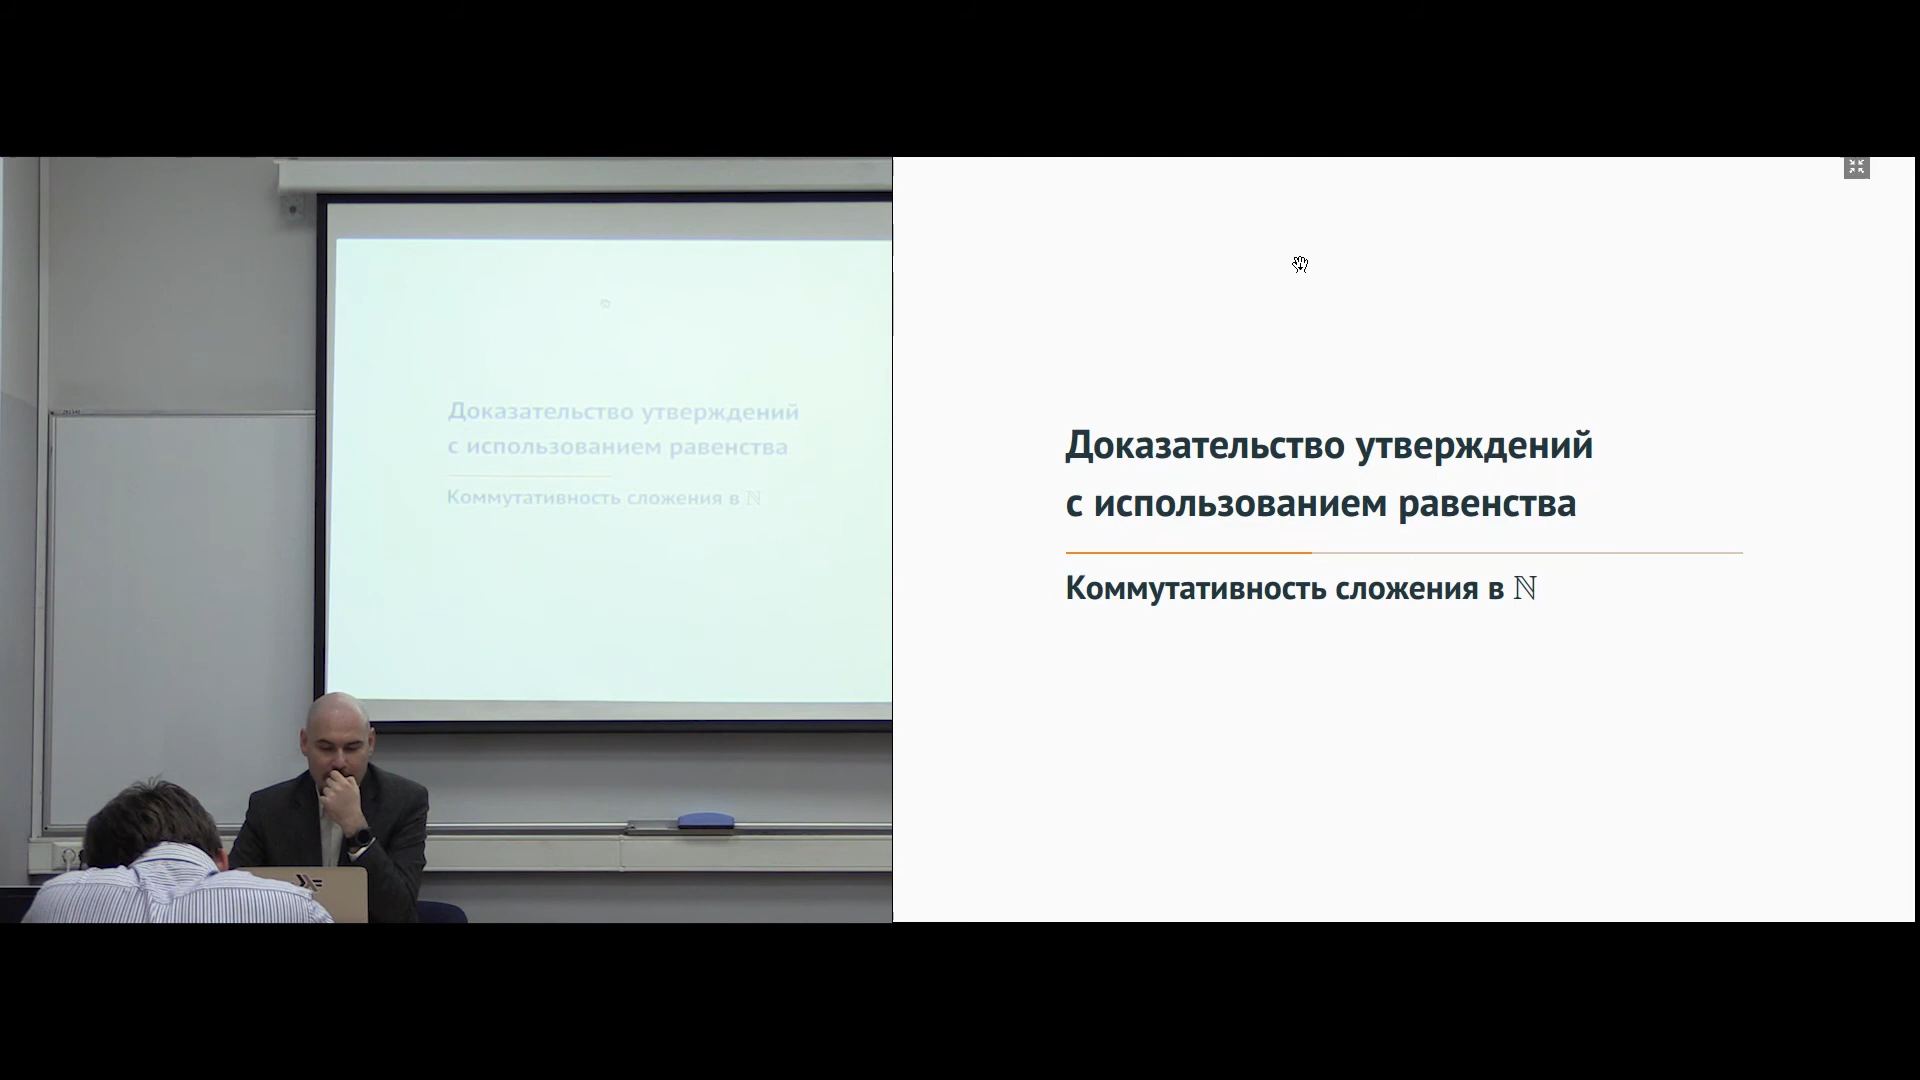 Доказательство утверждений
с использованием равенства
Коммутативность сложения в ℕ
Доказательство утверждений
с использованием равенства
Коммутативность сложения в ℕ